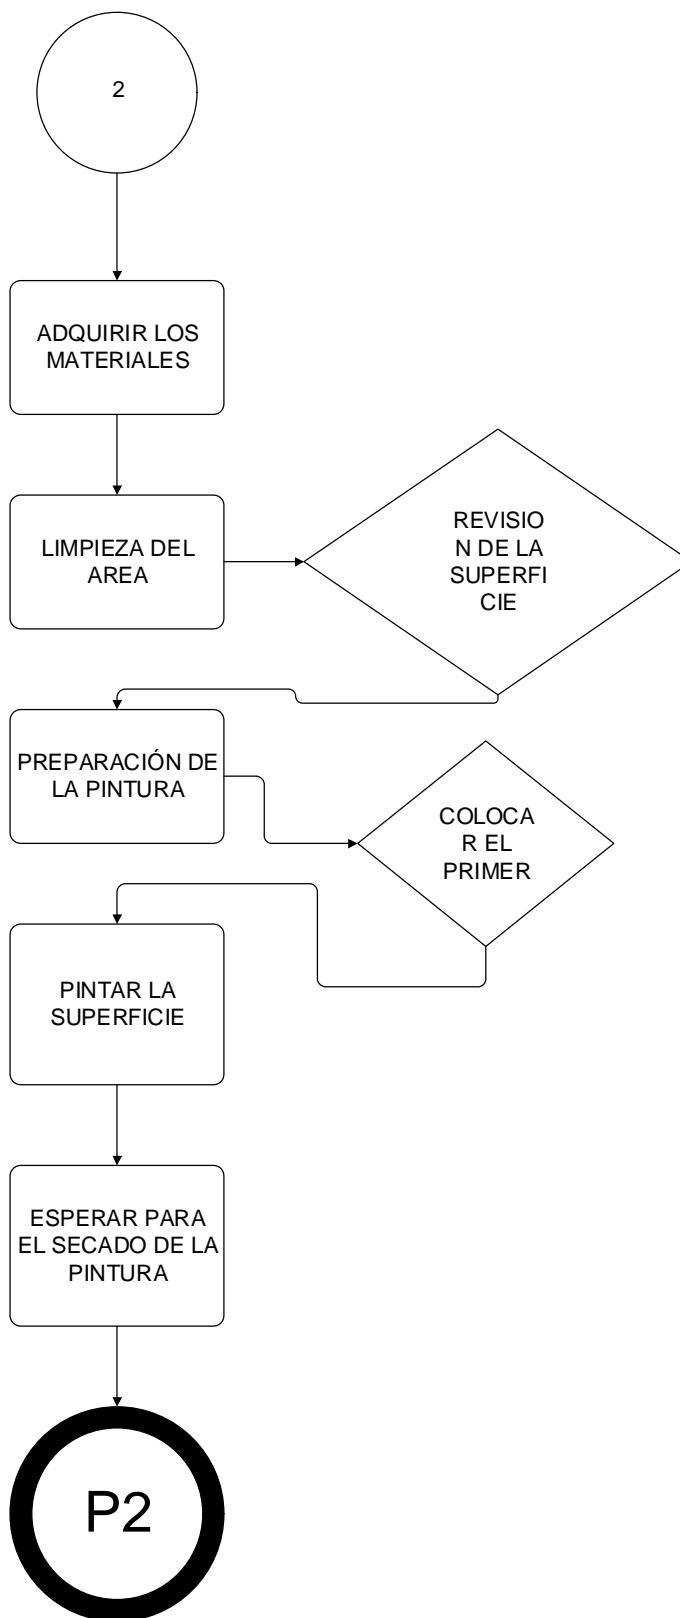 2
ADQUIRIR LOS
MATERIALES
LIMPIEZA DEL
AREA
REVISIO
N DE LA
SUPERFI
CIE
PREPARACIÓN DE
LA PINTURA
COLOCA
R EL
PRIMER
PINTAR LA
SUPERFICIE
ESPERAR PARA
EL SECADO DE LA
PINTURA
P2